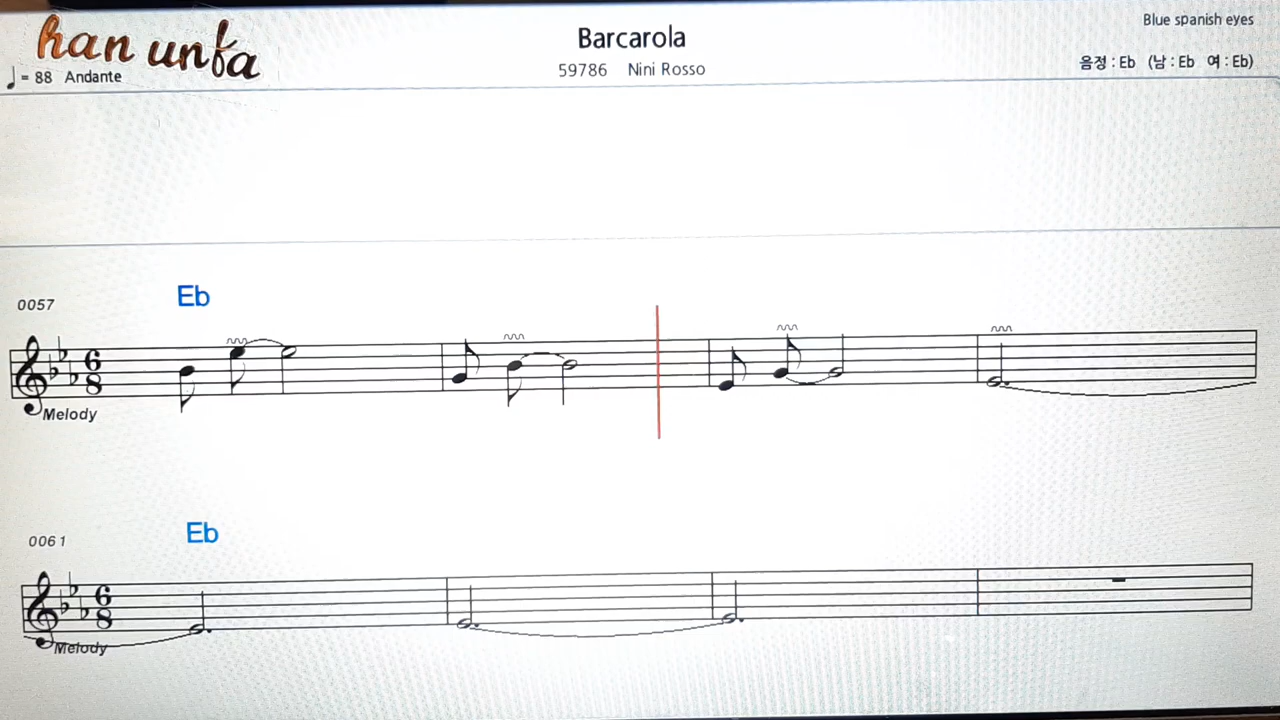 han unfa
Barcarola
Blue spanish eyes
♩= 88 Andante
59786 Nini Rosso
음정 : Eb (남 : Eb 여 : Eb)
Eb
0057
6
8
Melody
Eb
0061
6
8
Melody